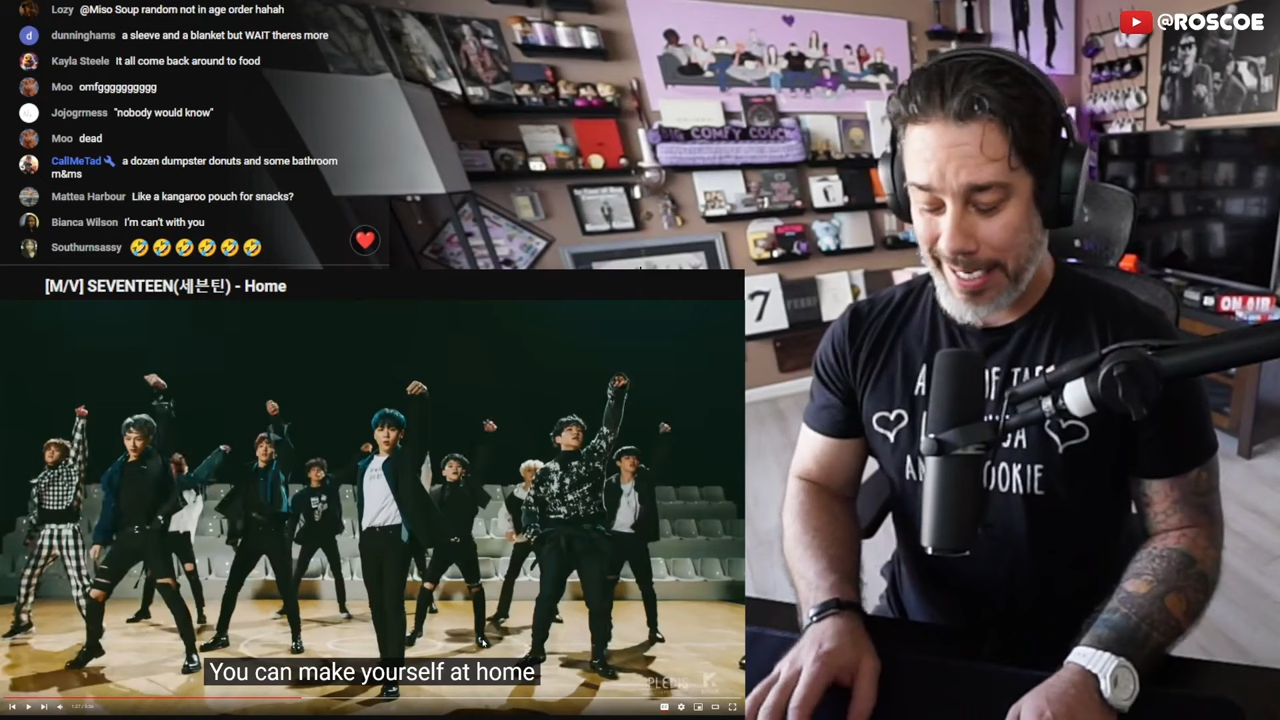 Lozy @Miso Soup random not in age order hahah
@ROSCOE
d dunninghams a sleeve and a blanket but WAIT theres more
Kayla Steele It all come back around to food
Moo omfgggggggggg
Jojogrrness "nobody would know"
Moo dead
CallMeTad a dozen dumpster donuts and some bathroom
m&ms
Mattea Harbour Like a kangaroo pouch for snacks?
Bianca Wilson I'm can't with you
Southurnsassy 🤣🤣🤣🤣🤣🤣
BIG COMFY COUCH
[M/V] SEVENTEEN(세븐틴) - Home
7
ON AIR
You can make yourself at home
PLEDIS